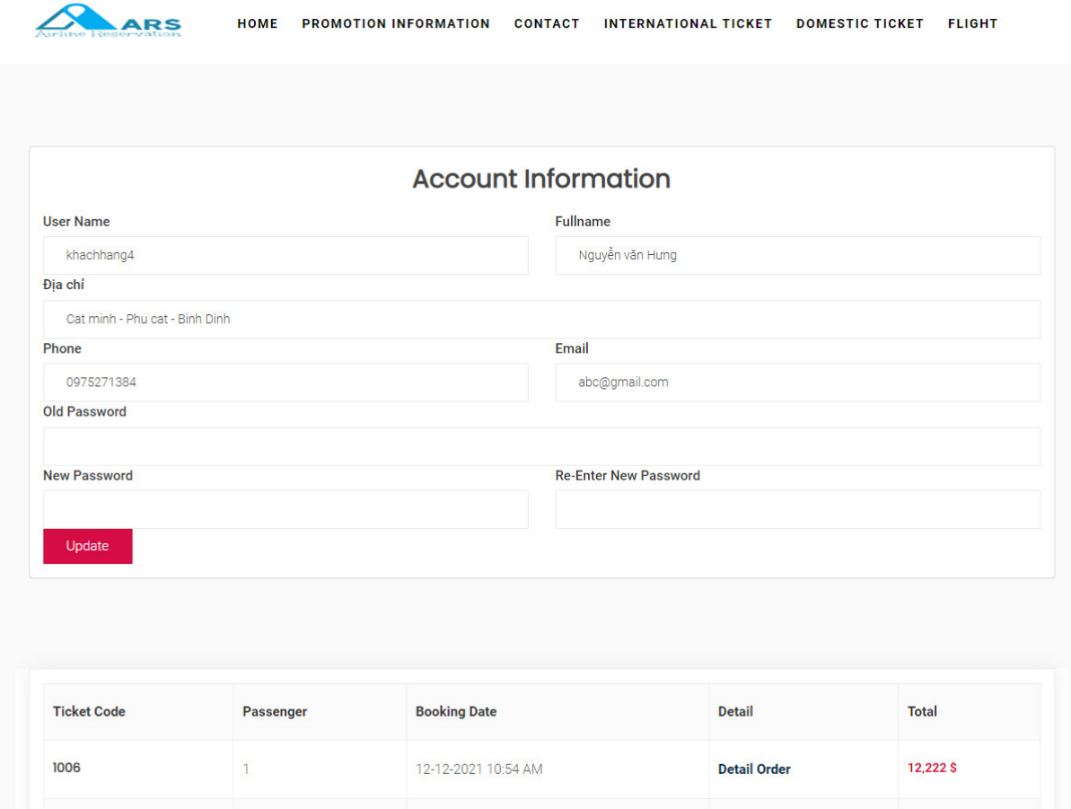 ARS
Airline Reservation
HOME PROMOTION INFORMATION CONTACT INTERNATIONAL TICKET DOMESTIC TICKET FLIGHT
Account Information
User Name Fullname
khachhang4 Nguyễn văn Hưng
Địa chỉ
Cat minh - Phu cat - Binh Dinh
Phone Email
0975271384 abc@gmail.com
Old Password
New Password Re-Enter New Password
Update
Ticket Code Passenger Booking Date Detail Total
1006 1 12-12-2021 10:54 AM Detail Order 12,222 $